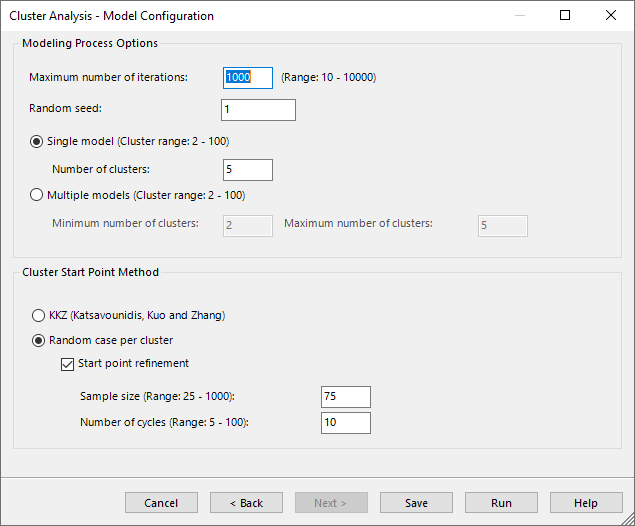 Cluster Analysis - Model Configuration
Modeling Process Options
Maximum number of iterations: 1000 (Range: 10 - 10000)
Random seed: 1
Single model (Cluster range: 2 - 100)
Number of clusters: 5
Multiple models (Cluster range: 2 - 100)
Minimum number of clusters: 2 Maximum number of clusters: 5
Cluster Start Point Method
KKZ (Katsavounidis, Kuo and Zhang)
Random case per cluster
Start point refinement
Sample size (Range: 25 - 1000): 75
Number of cycles (Range: 5 - 100): 10
Cancel < Back Next > Save Run Help